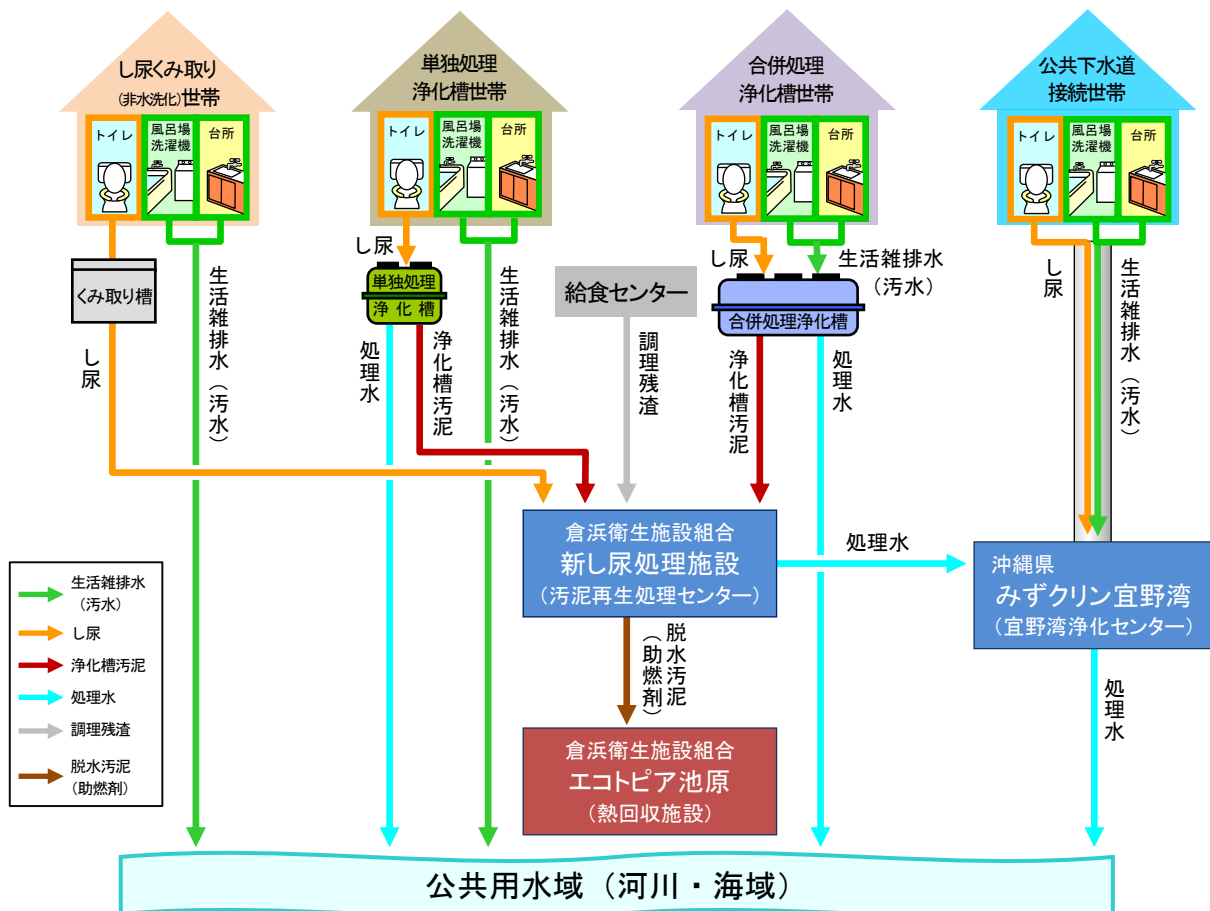 し尿くみ取り
(非水洗化)世帯
トイレ
風呂場
洗濯機
台所
単独処理
浄化槽世帯
トイレ
風呂場
洗濯機
台所
合併処理
浄化槽世帯
トイレ
風呂場
洗濯機
台所
公共下水道
接続世帯
トイレ
風呂場
洗濯機
台所
くみ取り槽
し尿
生活雑排水（汚水）
し尿
単独処理
浄化槽
処理水
浄化槽汚泥
生活雑排水（汚水）
給食センター
調理残渣
し尿
生活雑排水
（汚水）
合併処理浄化槽
浄化槽汚泥
処理水
し尿
生活雑排水（汚水）
倉浜衛生施設組合
新し尿処理施設
（汚泥再生処理センター）
処理水
沖縄県
みずクリン宜野湾
（宜野湾浄化センター）
脱水汚泥
（助燃剤）
処理水
倉浜衛生施設組合
エコトピア池原
（熱回収施設）
生活雑排水
（汚水）
し尿
浄化槽汚泥
処理水
調理残渣
脱水汚泥
（助燃剤）
公共用水域（河川・海域）